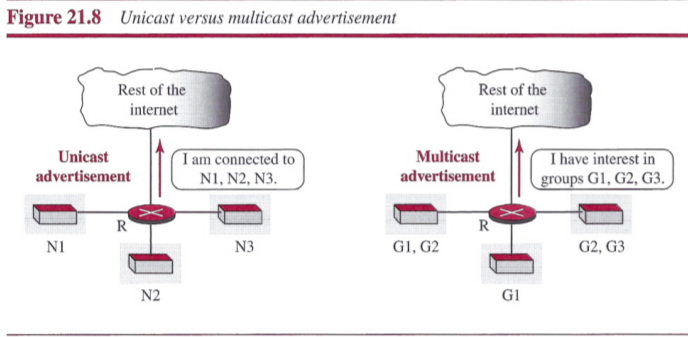 Figure 21.8 Unicast versus multicast advertisement
Rest of the
internet
Unicast
advertisement
I am connected to
N1, N2, N3.
R
N1
N3
N2
Rest of the
internet
Multicast
advertisement
I have interest in
groups G1, G2, G3.
R
G1, G2
G2, G3
G1